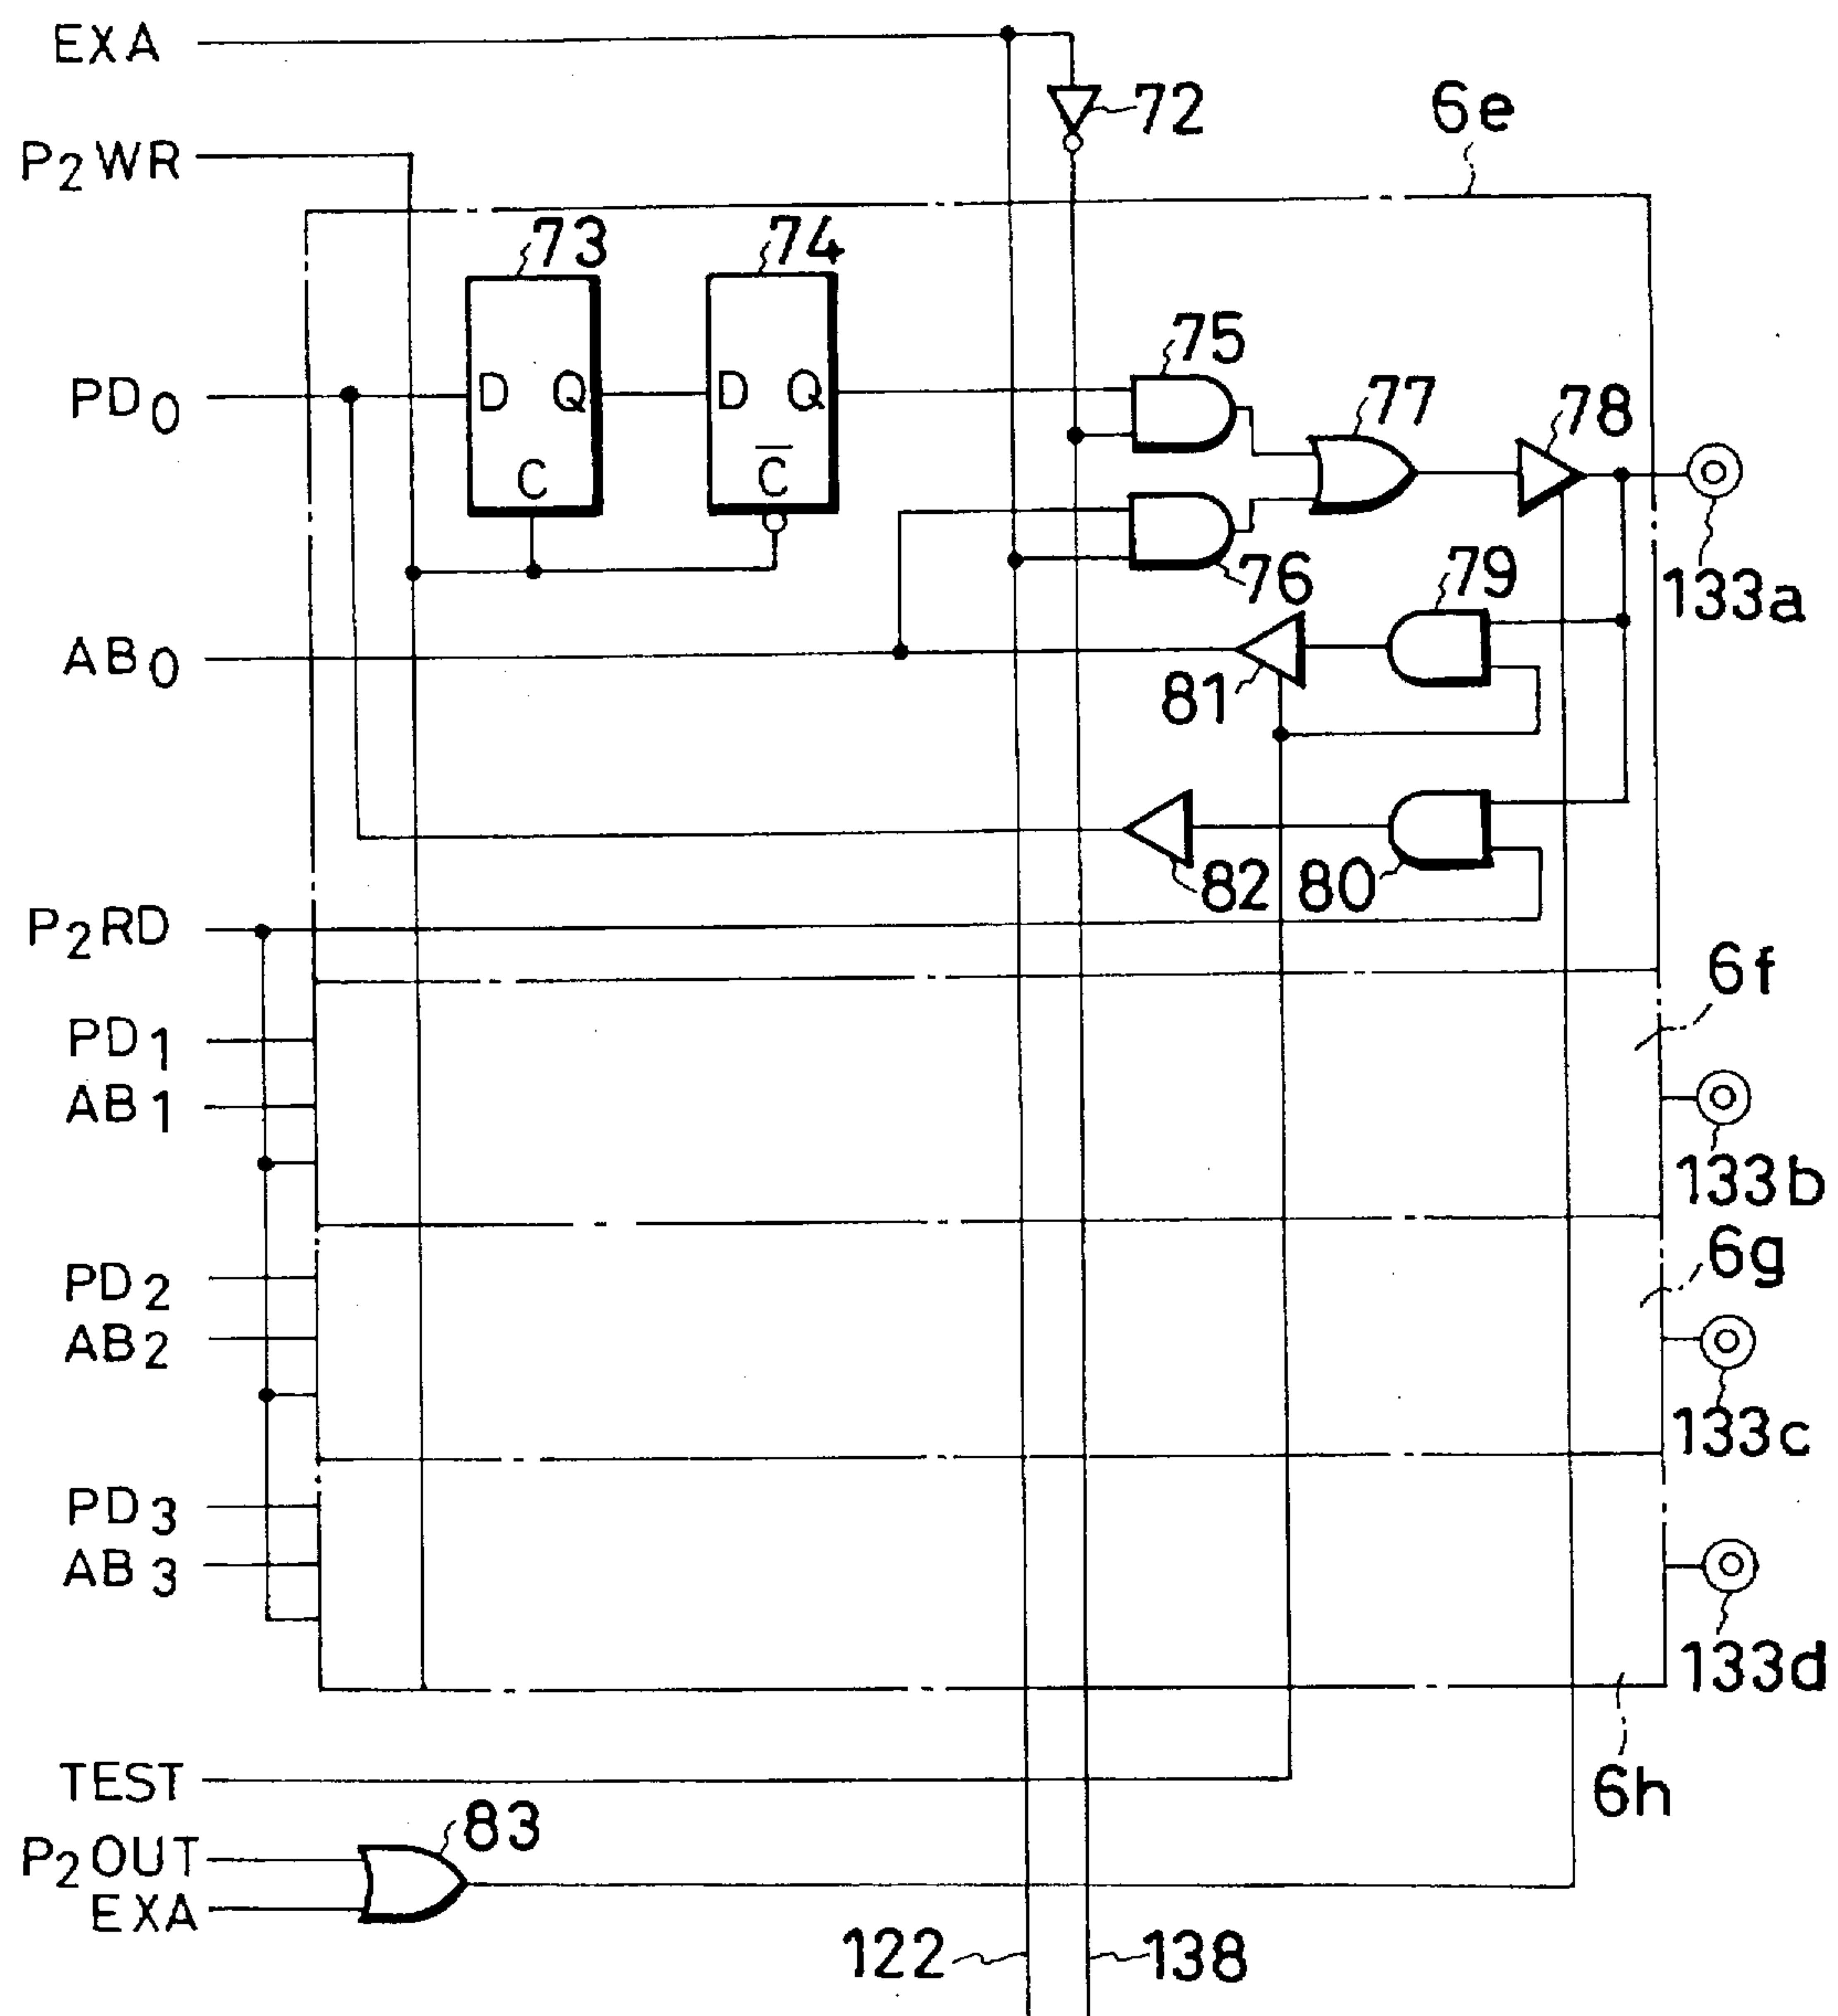 EXA
72
6e
P2WR
73
74
75
77
78
PD0
D Q
D Q
C
C̅
133a
76
79
AB0
81
82
80
P2RD
6f
PD1
AB1
133b
6g
PD2
AB2
133c
PD3
AB3
133d
TEST
6h
P2OUT
83
EXA
122
138